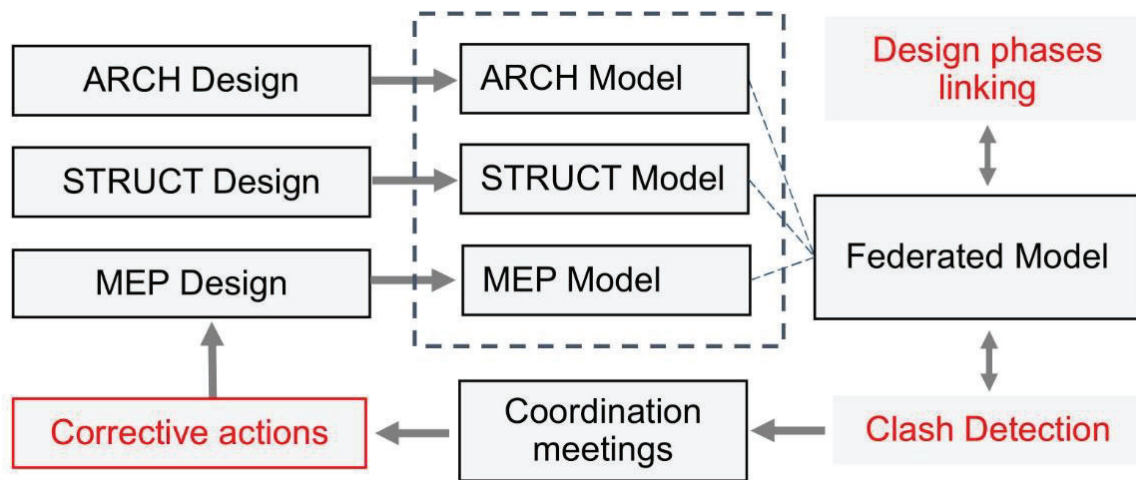 ARCH Design
ARCH Model
Design phases
linking
STRUCT Design
STRUCT Model
MEP Design
MEP Model
Federated Model
Corrective actions
Coordination
meetings
Clash Detection